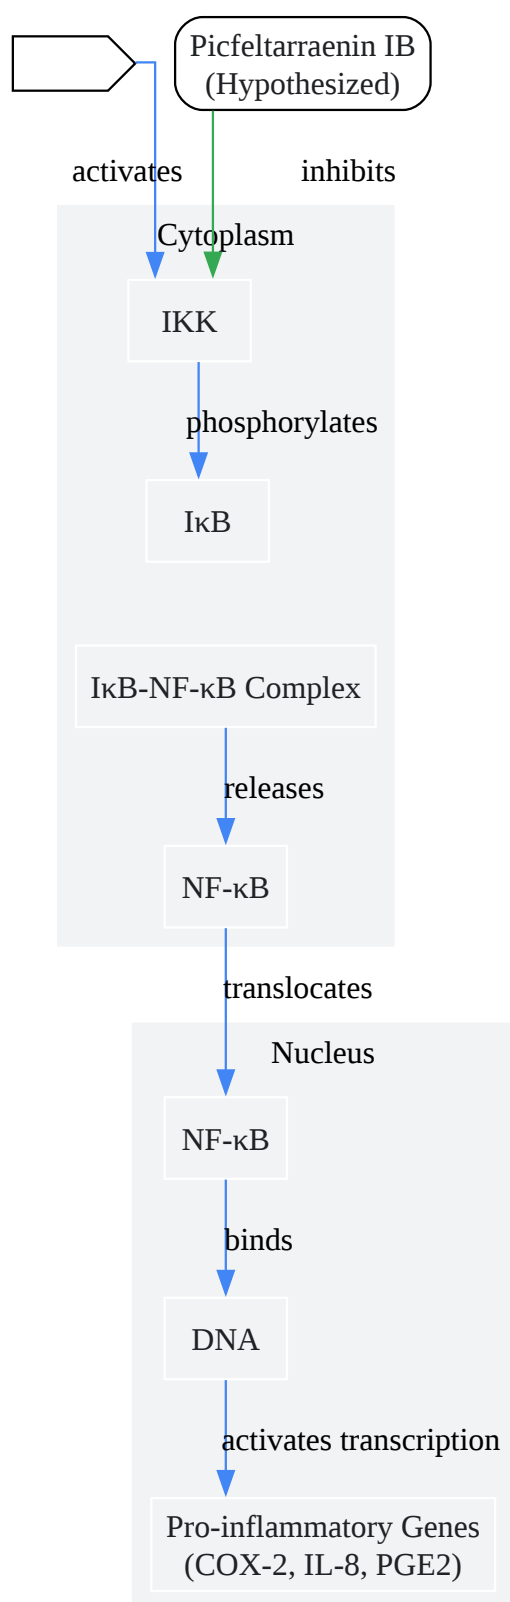 Picfeltarraenin IB
(Hypothesized)
activates
inhibits
Cytoplasm
IKK
phosphorylates
IκB
IκB-NF-κB Complex
releases
NF-κB
translocates
Nucleus
NF-κB
binds
DNA
activates transcription
Pro-inflammatory Genes
(COX-2, IL-8, PGE2)